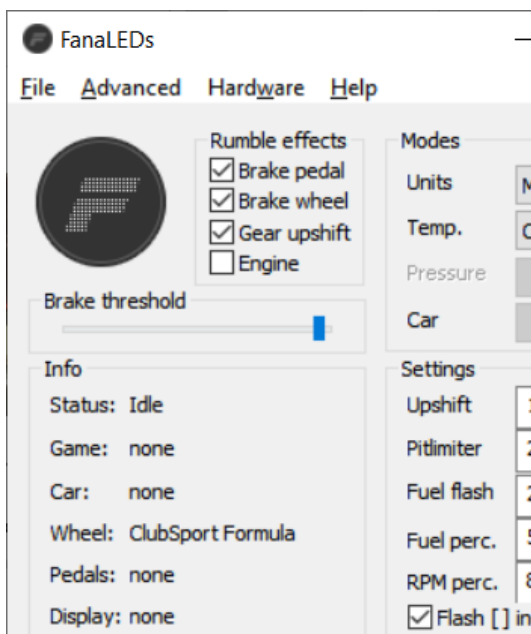 FanaLEDs
File Advanced Hardware Help
Rumble effects
Brake pedal
Brake wheel
Gear upshift
Engine
Brake threshold
Info
Status: Idle
Game: none
Car: none
Wheel: ClubSport Formula
Pedals: none
Display: none
Modes
Units
Temp.
Pressure
Car
Settings
Upshift
Pitlimiter
Fuel flash
Fuel perc.
RPM perc.
Flash [ ] in